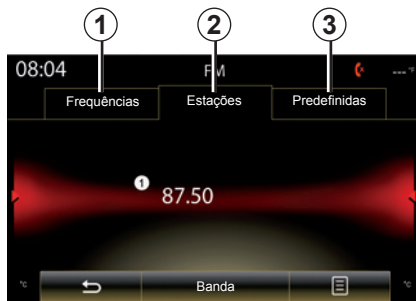 1 2 3
08:04 FM A ---°F
Frequências Estações Predefinidas
1 87.50
°C Banda °C